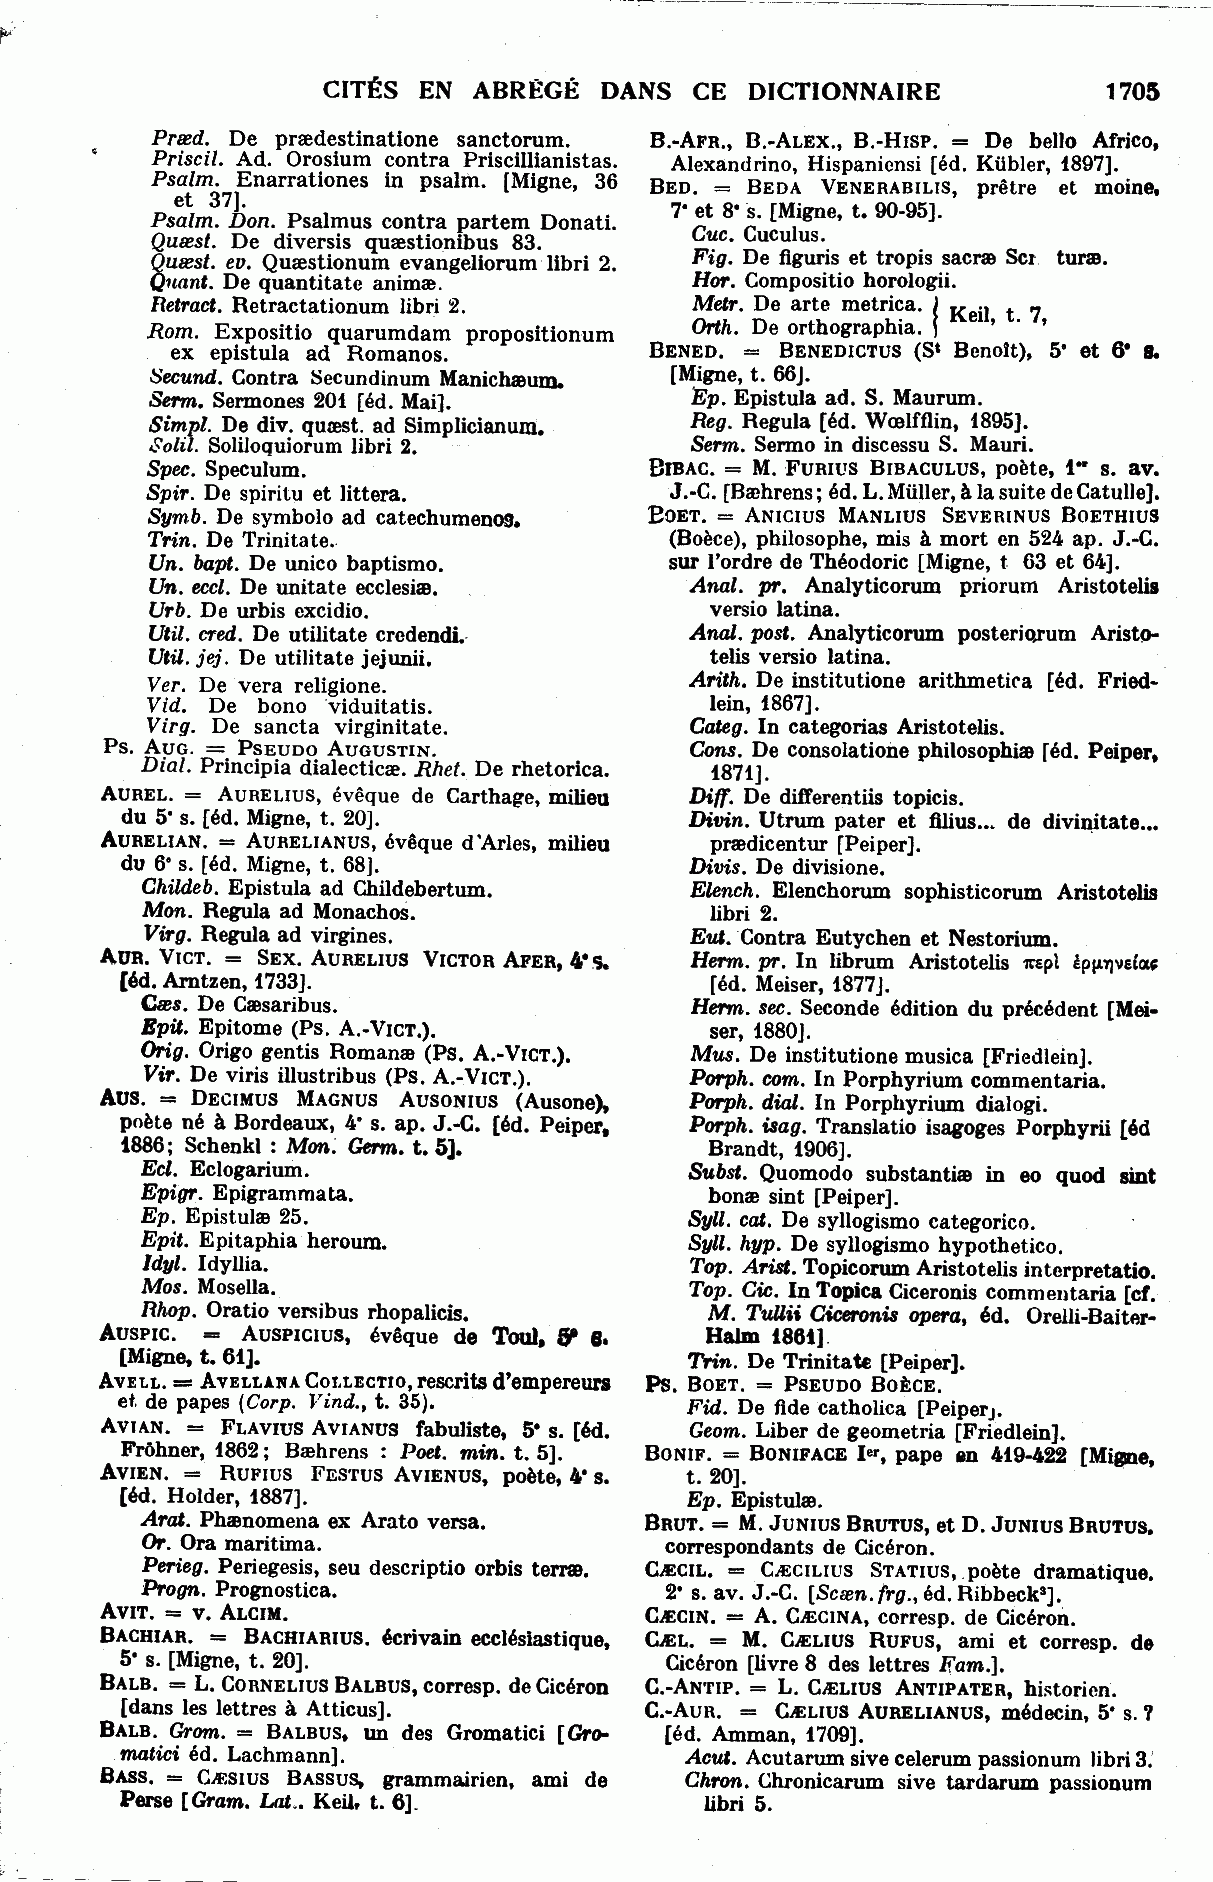 CITÉS EN ABRÉGÉ DANS CE DICTIONNAIRE 1705
Præd. De prædestinatione sanctorum.
Priscil. Ad. Orosium contra Priscillianistas.
Psalm. Enarrationes in psalm. [Migne, 36
et 37].
Psalm. Don. Psalmus contra partem Donati.
Quæst. De diversis quæstionibus 83.
Quæst. ev. Quæstionum evangeliorum libri 2.
Quant. De quantitate animæ.
Retract. Retractationum libri 2.
Rom. Expositio quarumdam propositionum
ex epistula ad Romanos.
Secund. Contra Secundinum Manichæum.
Serm. Sermones 201 [éd. Mai].
Simpl. De div. quæst. ad Simplicianum.
Solil. Soliloquiorum libri 2.
Spec. Speculum.
Spir. De spiritu et littera.
Symb. De symbolo ad catechumenos.
Trin. De Trinitate.
Un. bapt. De unico baptismo.
Un. eccl. De unitate ecclesiæ.
Urb. De urbis excidio.
Util. cred. De utilitate credendi.
Util. jej. De utilitate jejunii.
Ver. De vera religione.
Vid. De bono viduitatis.
Virg. De sancta virginitate.
PS. AUG. = PSEUDO AUGUSTIN.
Dial. Principia dialecticæ. Rhet. De rhetorica.
AUREL. = AURELIUS, évêque de Carthage, milieu
du 5e s. [éd. Migne, t. 20].
AURELIAN. = AURELIANUS, évêque d'Arles, milieu
du 6e s. [éd. Migne, t. 68].
Childeb. Epistula ad Childebertum.
Mon. Regula ad Monachos.
Virg. Regula ad virgines.
AUR. VICT. = SEX. AURELIUS VICTOR AFER, 4e s.
[éd. Arntzen, 1733].
Cæs. De Cæsaribus.
Epit. Epitome (PS. A.-VICT.).
Orig. Origo gentis Romanæ (PS. A.-VICT.).
Vir. De viris illustribus (PS. A.-VICT.).
AUS. = DECIMUS MAGNUS AUSONIUS (Ausone),
poète né à Bordeaux, 4e s. ap. J.-C. [éd. Peiper,
1886; Schenkl : Mon. Germ. t. 5].
Ecl. Eclogarium.
Epigr. Epigrammata.
Ep. Epistulæ 25.
Epit. Epitaphia heroum.
Idyl. Idyllia.
Mos. Mosella.
Rhop. Oratio versibus rhopalicis.
AUSPIC. = AUSPICIUS, évêque de Toul, 5e s.
[Migne, t. 61].
AVELL. = AVELLANA COLLECTIO, rescrits d'empereurs
et de papes (Corp. Vind., t. 35).
AVIAN. = FLAVIUS AVIANUS fabuliste, 5e s. [éd.
Fröhner, 1862; Bæhrens : Poet. min. t. 5].
AVIEN. = RUFIUS FESTUS AVIENUS, poète, 4e s.
[éd. Holder, 1887].
Arat. Phænomena ex Arato versa.
Or. Ora maritima.
Perieg. Periegesis, seu descriptio orbis terræ.
Progn. Prognostica.
AVIT. = v. ALCIM.
BACHIAR. = BACHIARIUS. écrivain ecclésiastique,
5e s. [Migne, t. 20].
BALB. = L. CORNELIUS BALBUS, corresp. de Cicéron
[dans les lettres à Atticus].
BALB. Grom. = BALBUS, un des Gromatici [Gro-
matici éd. Lachmann].
BASS. = CÆSIUS BASSUS, grammairien, ami de
Perse [Gram. Lat.. Keil, t. 6].
B.-AFR., B.-ALEX., B.-HISP. = De bello Africo,
Alexandrino, Hispaniensi [éd. Kübler, 1897].
BED. = BEDA VENERABILIS, prêtre et moine,
7e et 8e s. [Migne, t. 90-95].
Cuc. Cuculus.
Fig. De figuris et tropis sacræ Scr turæ.
Hor. Compositio horologii.
Metr. De arte metrica. }
Orth. De orthographia. } Keil, t. 7,
BENED. = BENEDICTUS (St Benoît), 5e et 6e s.
[Migne, t. 66].
Ep. Epistula ad. S. Maurum.
Reg. Regula [éd. Wœlfflin, 1895].
Serm. Sermo in discessu S. Mauri.
BIBAC. = M. FURIUS BIBACULUS, poète, 1er s. av.
J.-C. [Bæhrens; éd. L. Müller, à la suite de Catulle].
BOET. = ANICIUS MANLIUS SEVERINUS BOETHIUS
(Boèce), philosophe, mis à mort en 524 ap. J.-C.
sur l'ordre de Théodoric [Migne, t 63 et 64].
Anal. pr. Analyticorum priorum Aristotelis
versio latina.
Anal. post. Analyticorum posteriorum Aristo-
telis versio latina.
Arith. De institutione arithmetica [éd. Fried-
lein, 1867].
Categ. In categorias Aristotelis.
Cons. De consolatione philosophiæ [éd. Peiper,
1871].
Diff. De differentiis topicis.
Divin. Utrum pater et filius... de divinitate...
prædicentur [Peiper].
Divis. De divisione.
Elench. Elenchorum sophisticorum Aristotelis
libri 2.
Eut. Contra Eutychen et Nestorium.
Herm. pr. In librum Aristotelis περὶ ἑρμηνείας
[éd. Meiser, 1877].
Herm. sec. Seconde édition du précédent [Mei-
ser, 1880].
Mus. De institutione musica [Friedlein].
Porph. com. In Porphyrium commentaria.
Porph. dial. In Porphyrium dialogi.
Porph. isag. Translatio isagoges Porphyrii [éd
Brandt, 1906].
Subst. Quomodo substantiæ in eo quod sint
bonæ sint [Peiper].
Syll. cat. De syllogismo categorico.
Syll. hyp. De syllogismo hypothetico.
Top. Arist. Topicorum Aristotelis interpretatio.
Top. Cic. In Topica Ciceronis commentaria [cf.
M. Tullii Ciceronis opera, éd. Orelli-Baiter-
Halm 1861].
Trin. De Trinitate [Peiper].
PS. BOET. = PSEUDO BOÈCE.
Fid. De fide catholica [Peiper].
Geom. Liber de geometria [Friedlein].
BONIF. = BONIFACE Ier, pape en 419-422 [Migne,
t. 20].
Ep. Epistulæ.
BRUT. = M. JUNIUS BRUTUS, et D. JUNIUS BRUTUS.
correspondants de Cicéron.
CÆCIL. = CÆCILIUS STATIUS, poète dramatique.
2e s. av. J.-C. [Scæn. frg., éd. Ribbeck³].
CÆCIN. = A. CÆCINA, corresp. de Cicéron.
CÆL. = M. CÆLIUS RUFUS, ami et corresp. de
Cicéron [livre 8 des lettres Fam.].
C.-ANTIP. = L. CÆLIUS ANTIPATER, historien.
C.-AUR. = CÆLIUS AURELIANUS, médecin, 5e s. ?
[éd. Amman, 1709].
Acut. Acutarum sive celerum passionum libri 3.
Chron. Chronicarum sive tardarum passionum
libri 5.